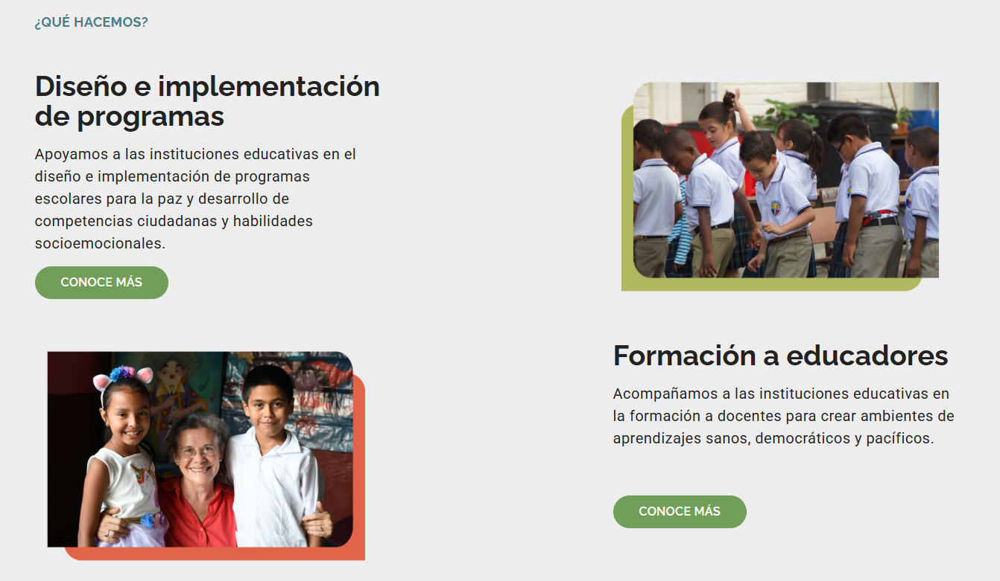 ¿QUÉ HACEMOS?
Diseño e implementación
de programas
Apoyamos a las instituciones educativas en el
diseño e implementación de programas
escolares para la paz y desarrollo de
competencias ciudadanas y habilidades
socioemocionales.
CONOCE MÁS
Formación a educadores
Acompañamos a las instituciones educativas en
la formación a docentes para crear ambientes de
aprendizajes sanos, democráticos y pacíficos.
CONOCE MÁS